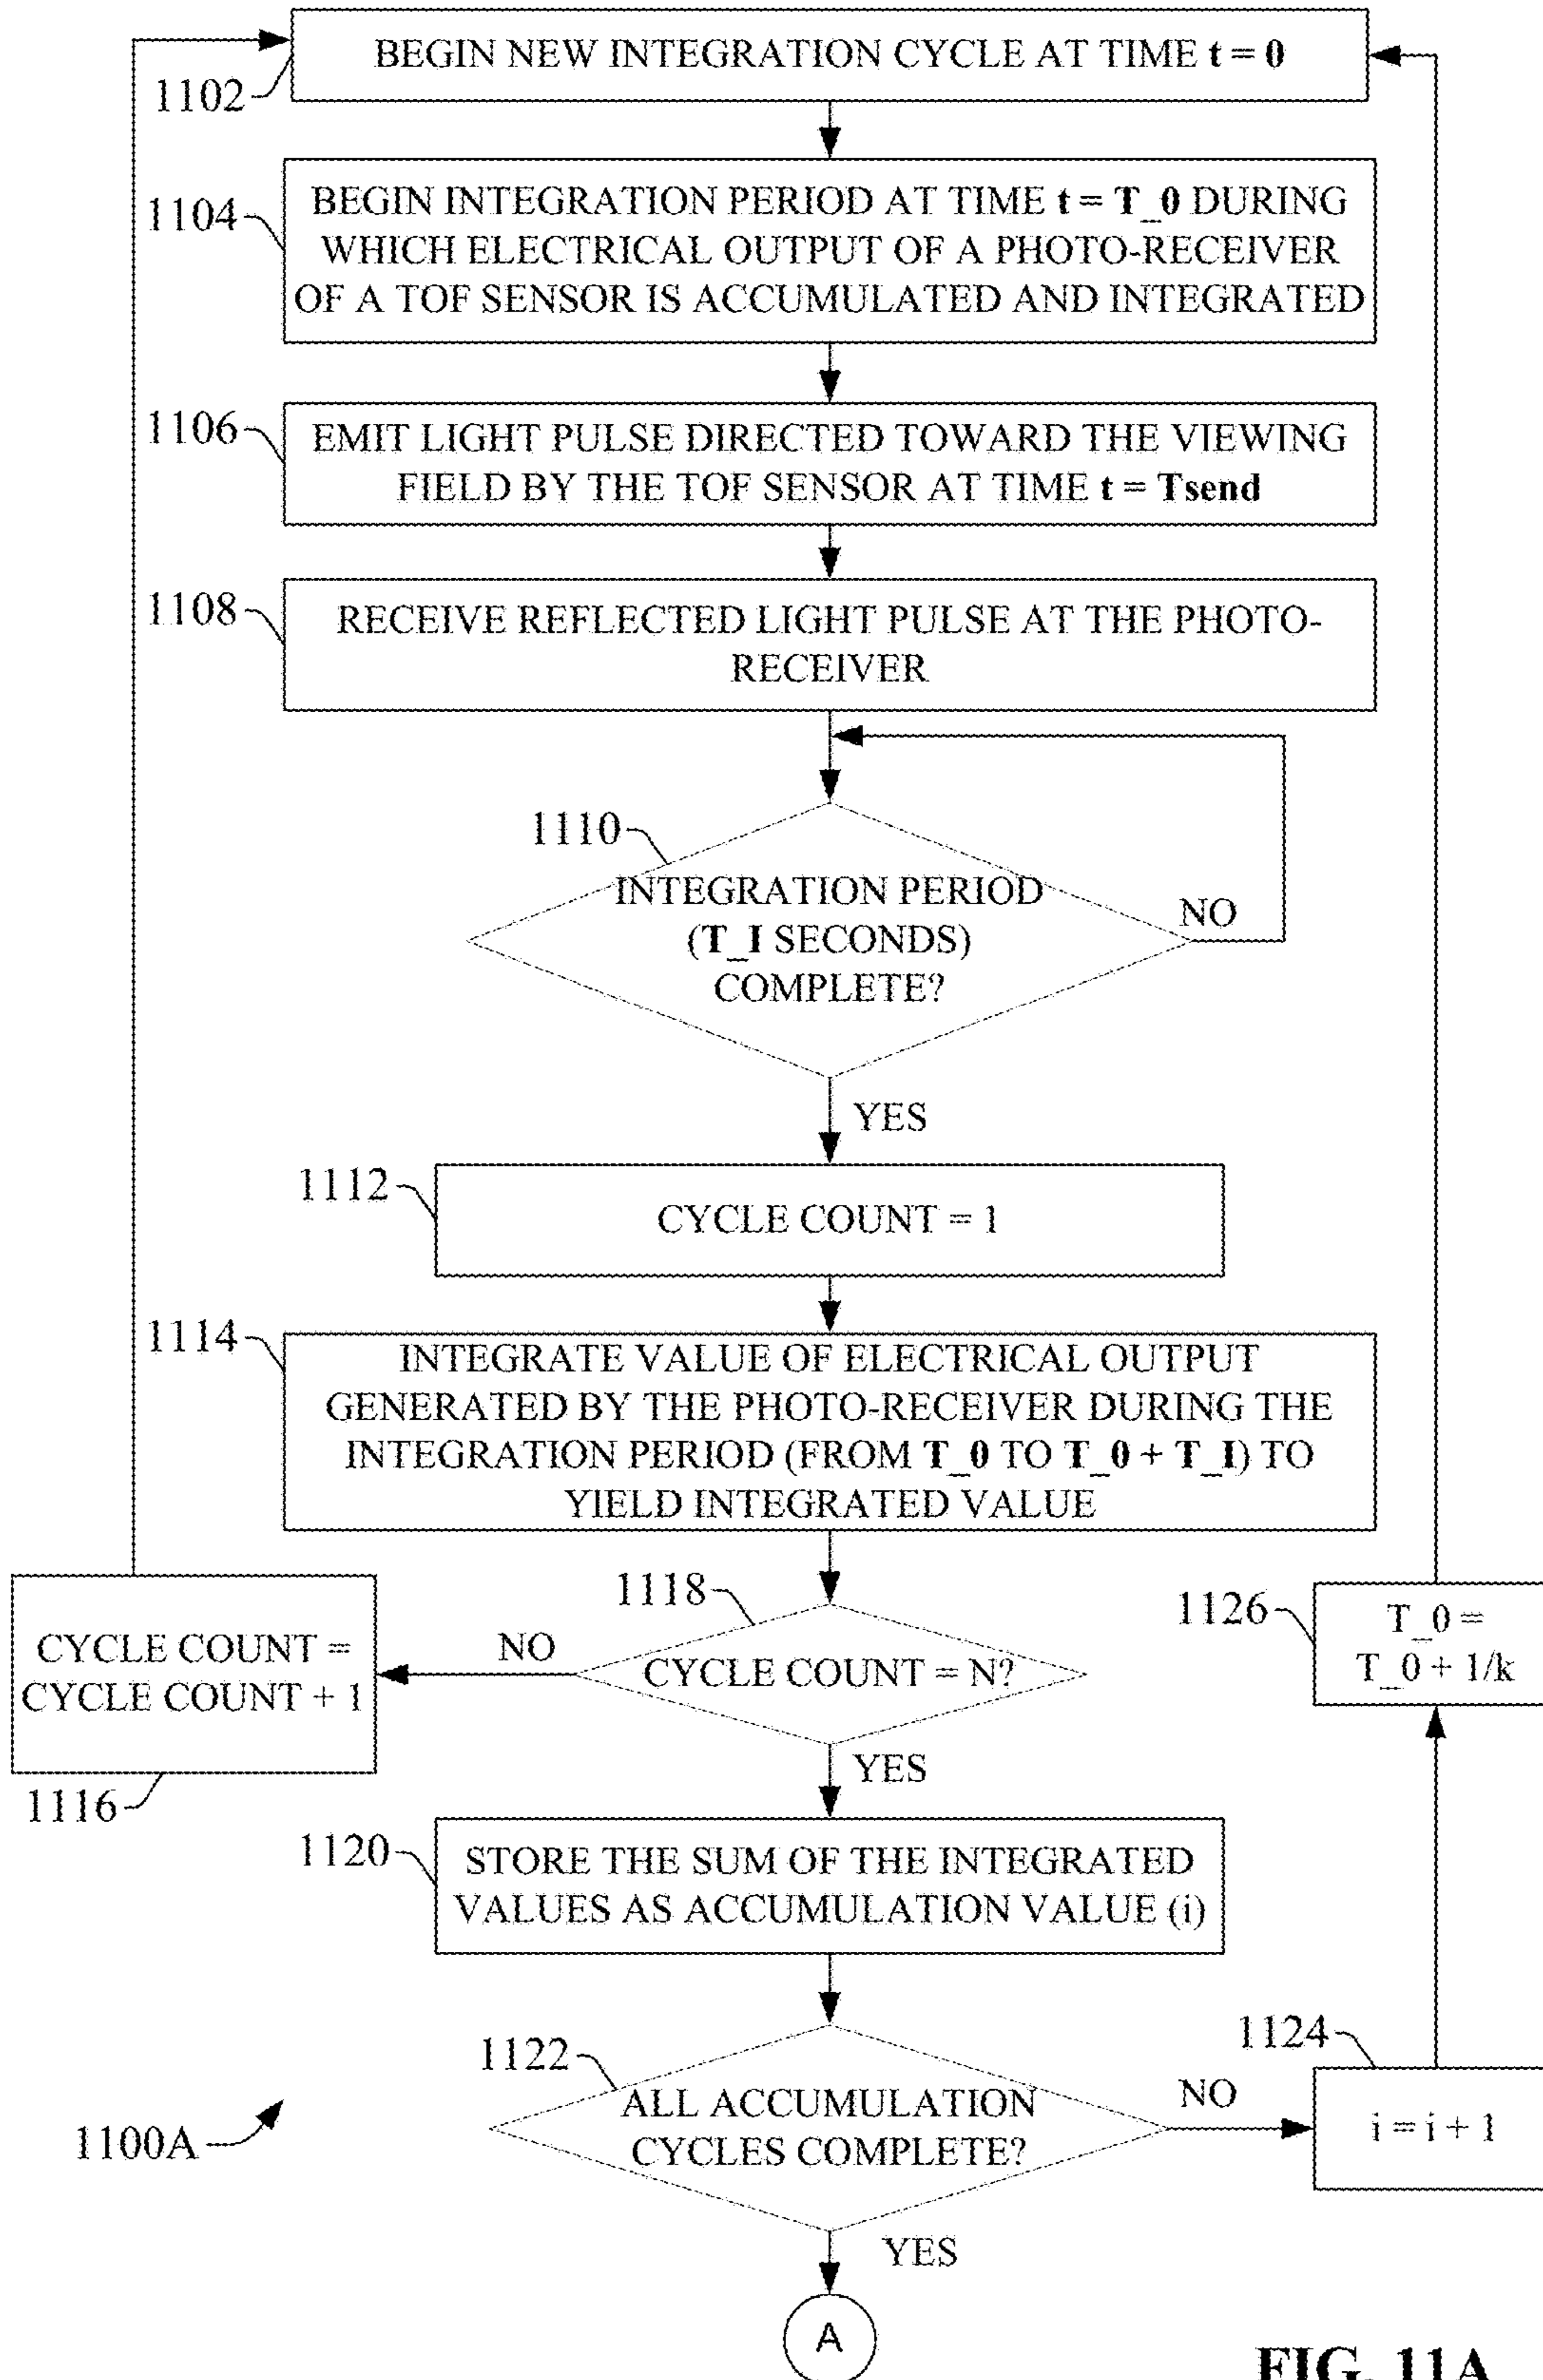 BEGIN NEW INTEGRATION CYCLE AT TIME t = 0
1102
1104
BEGIN INTEGRATION PERIOD AT TIME t = T_0 DURING
WHICH ELECTRICAL OUTPUT OF A PHOTO-RECEIVER
OF A TOF SENSOR IS ACCUMULATED AND INTEGRATED
1106
EMIT LIGHT PULSE DIRECTED TOWARD THE VIEWING
FIELD BY THE TOF SENSOR AT TIME t = Tsend
1108
RECEIVE REFLECTED LIGHT PULSE AT THE PHOTO-
RECEIVER
1110
INTEGRATION PERIOD
(T_I SECONDS)
COMPLETE?
NO
YES
1112
CYCLE COUNT = 1
1114
INTEGRATE VALUE OF ELECTRICAL OUTPUT
GENERATED BY THE PHOTO-RECEIVER DURING THE
INTEGRATION PERIOD (FROM T_0 TO T_0 + T_I) TO
YIELD INTEGRATED VALUE
1118
CYCLE COUNT = N?
NO
CYCLE COUNT =
CYCLE COUNT + 1
1116
1126
T_0 =
T_0 + 1/k
YES
1120
STORE THE SUM OF THE INTEGRATED
VALUES AS ACCUMULATION VALUE (i)
1122
ALL ACCUMULATION
CYCLES COMPLETE?
NO
1124
i = i + 1
1100A
YES
A
FIG. 11A